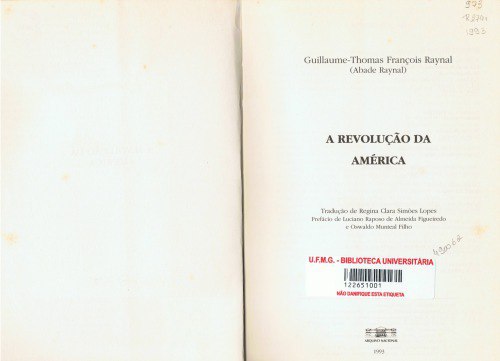 973
1993
Guillaume-Thomas François Raynal
(Abade Raynal)
A REVOLUÇÃO DA
AMÉRICA
Tradução de Regina Clara Simões Lopes
Prefácio de Luciano Raposo de Almeida Figueiredo
e Oswaldo Munteal Filho
U.F.M.G. - BIBLIOTECA UNIVERSITÁRIA
122651001
NÃO DANIFIQUE ESTA ETIQUETA
ARQUIVO NACIONAL
1993